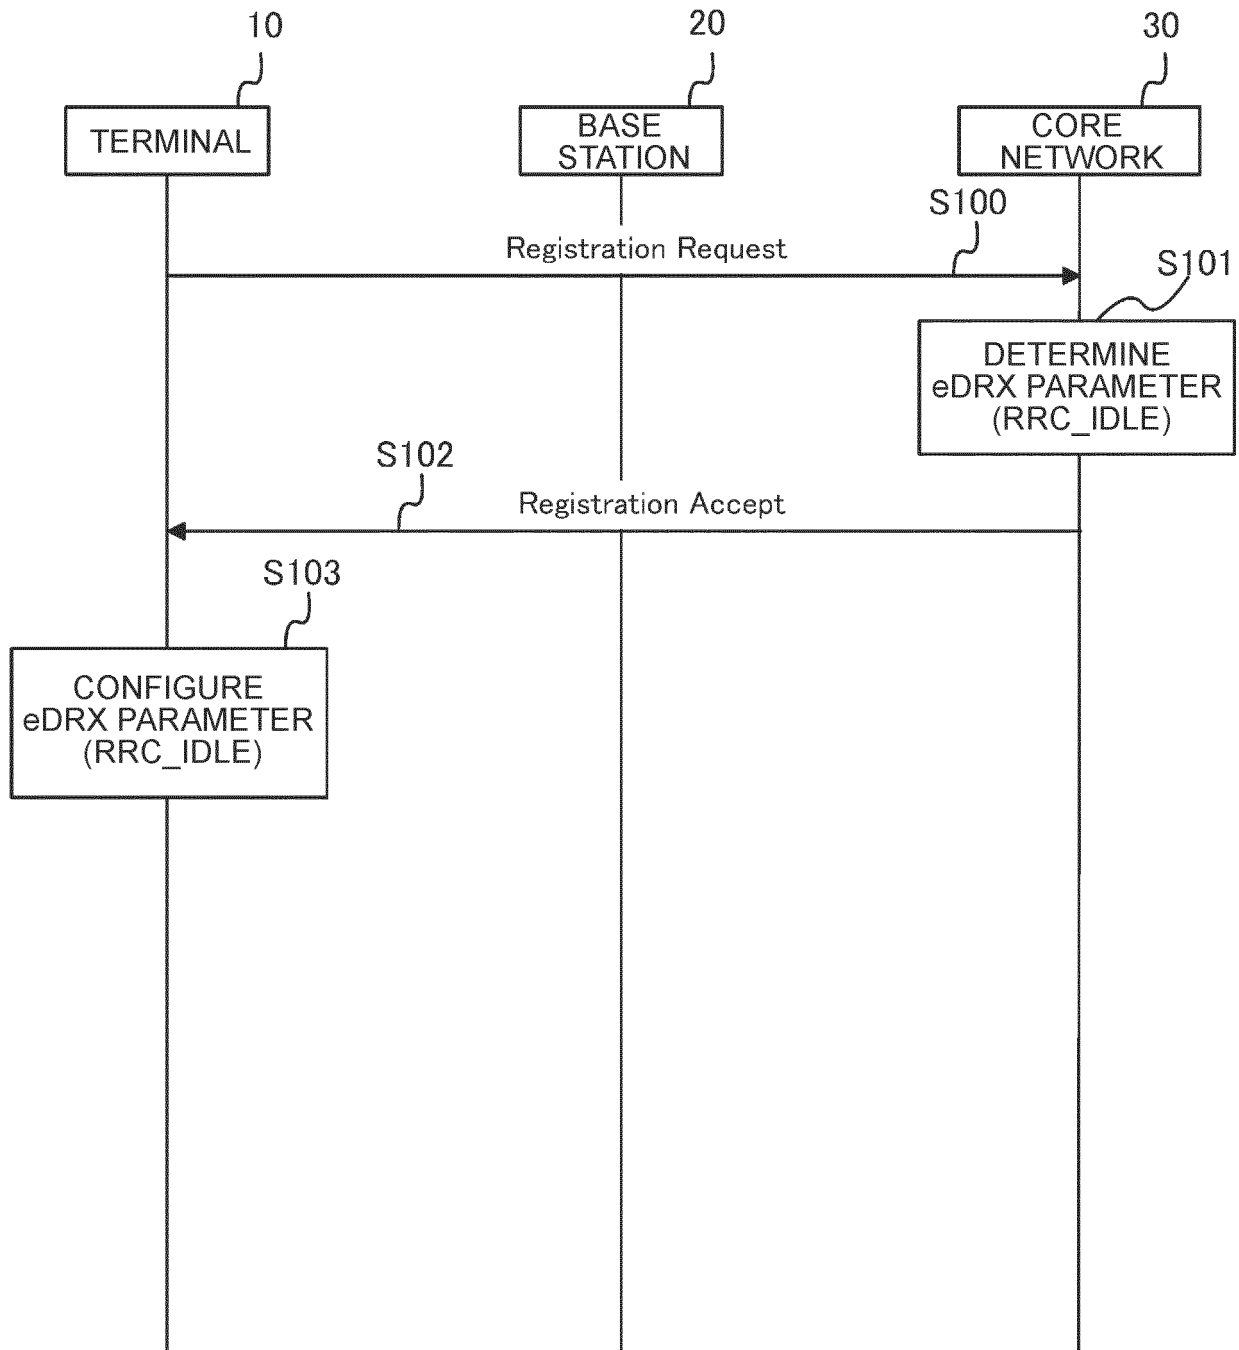 10
20
30
TERMINAL
BASE
STATION
CORE
NETWORK
S100
Registration Request
S101
DETERMINE
eDRX PARAMETER
(RRC_IDLE)
S102
Registration Accept
S103
CONFIGURE
eDRX PARAMETER
(RRC_IDLE)